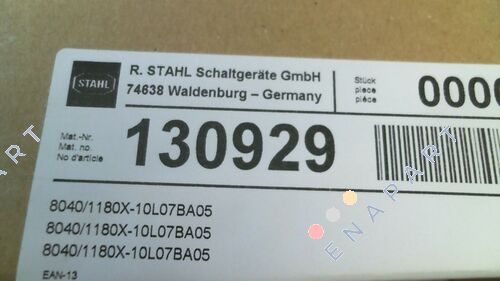 STAHL
R. STAHL Schaltgeräte GmbH
74638 Waldenburg – Germany
Stück
piece
pièce
Mat.-Nr.
Mat. no
No d'article
130929
8040/1180X-10L07BA05
8040/1180X-10L07BA05
8040/1180X-10L07BA05
EAN-13
ENAPART